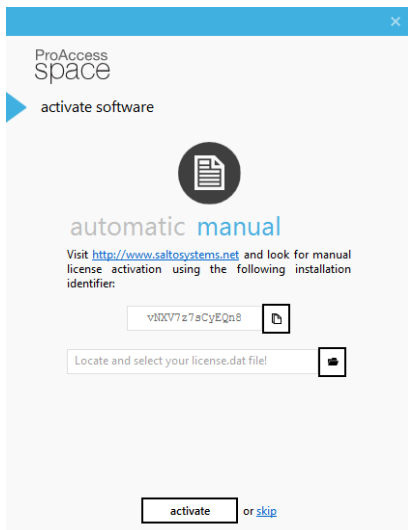 ProAccess
space
activate software
automatic manual
Visit http://www.saltosystems.net and look for manual
license activation using the following installation
identifier:
vNXV7z7sCyEQn8
Locate and select your license.dat file!
activate or skip